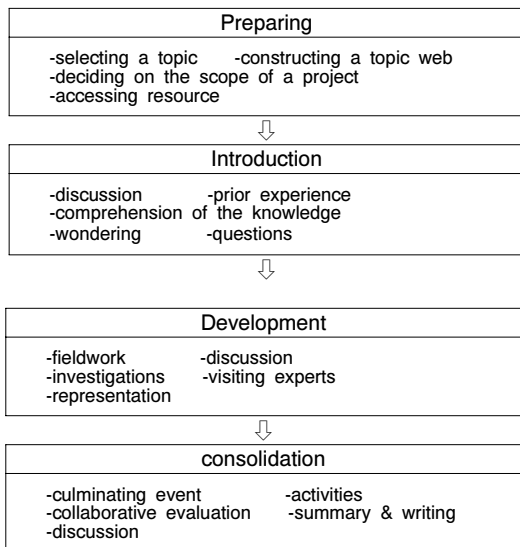 Preparing
-selecting a topic -constructing a topic web
-deciding on the scope of a project
-accessing resource
Introduction
-discussion -prior experience
-comprehension of the knowledge
-wondering -questions
Development
-fieldwork -discussion
-investigations -visiting experts
-representation
consolidation
-culminating event -activities
-collaborative evaluation -summary & writing
-discussion